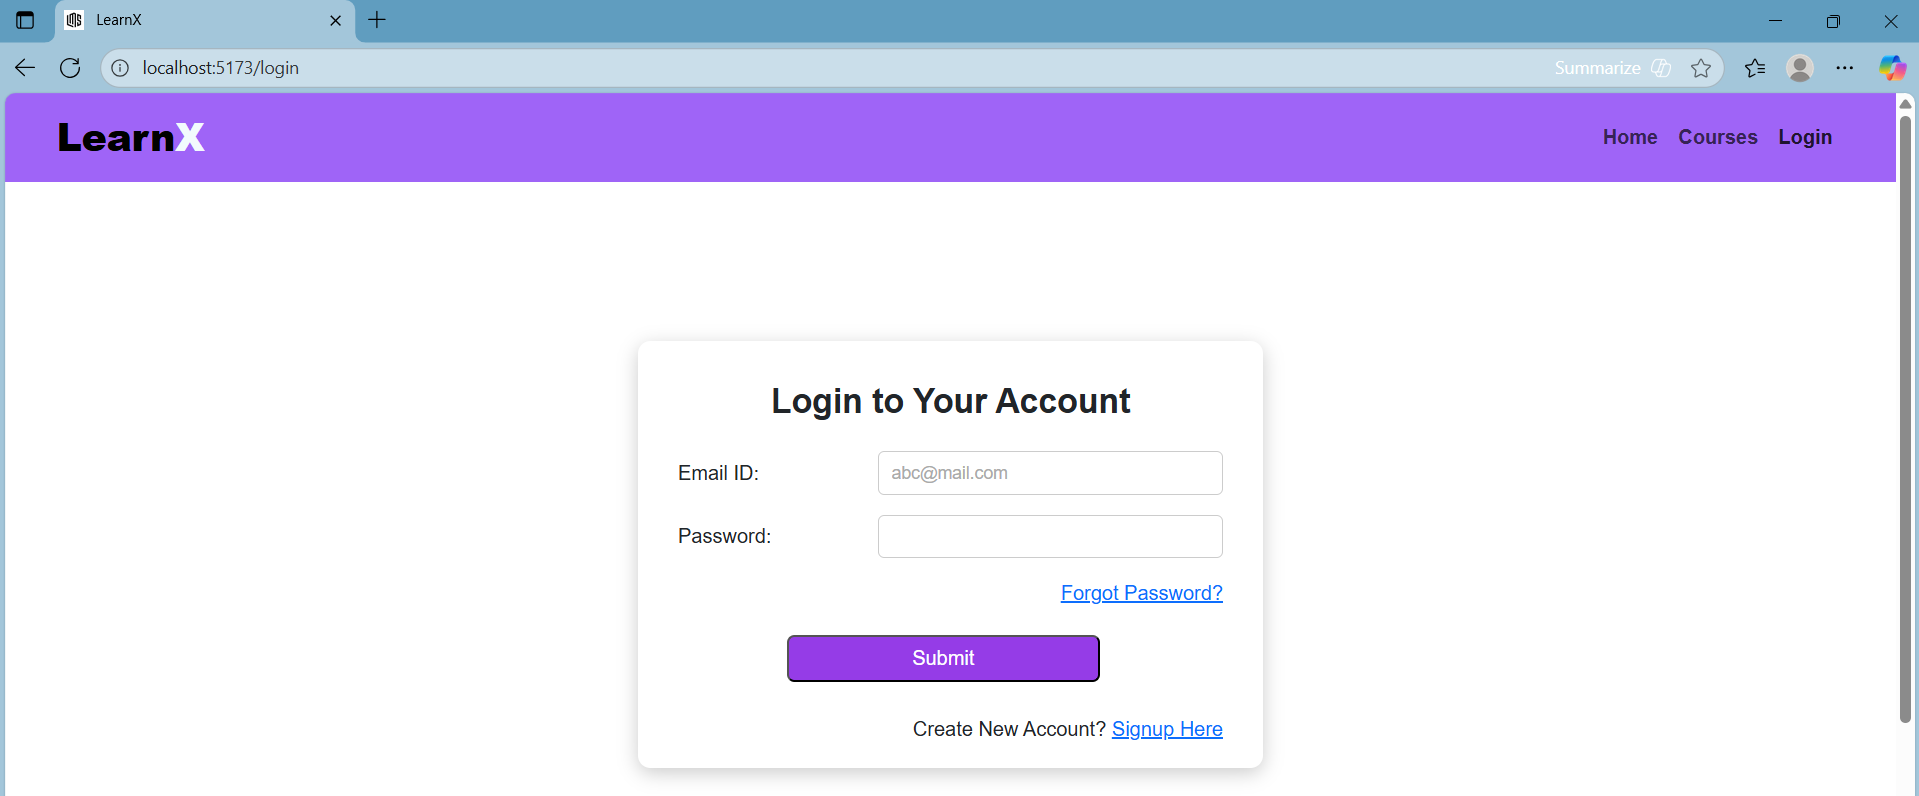 LearnX
localhost:5173/login
Summarize
LearnX
Home Courses Login
Login to Your Account
Email ID:
abc@mail.com
Password:
Forgot Password?
Submit
Create New Account? Signup Here